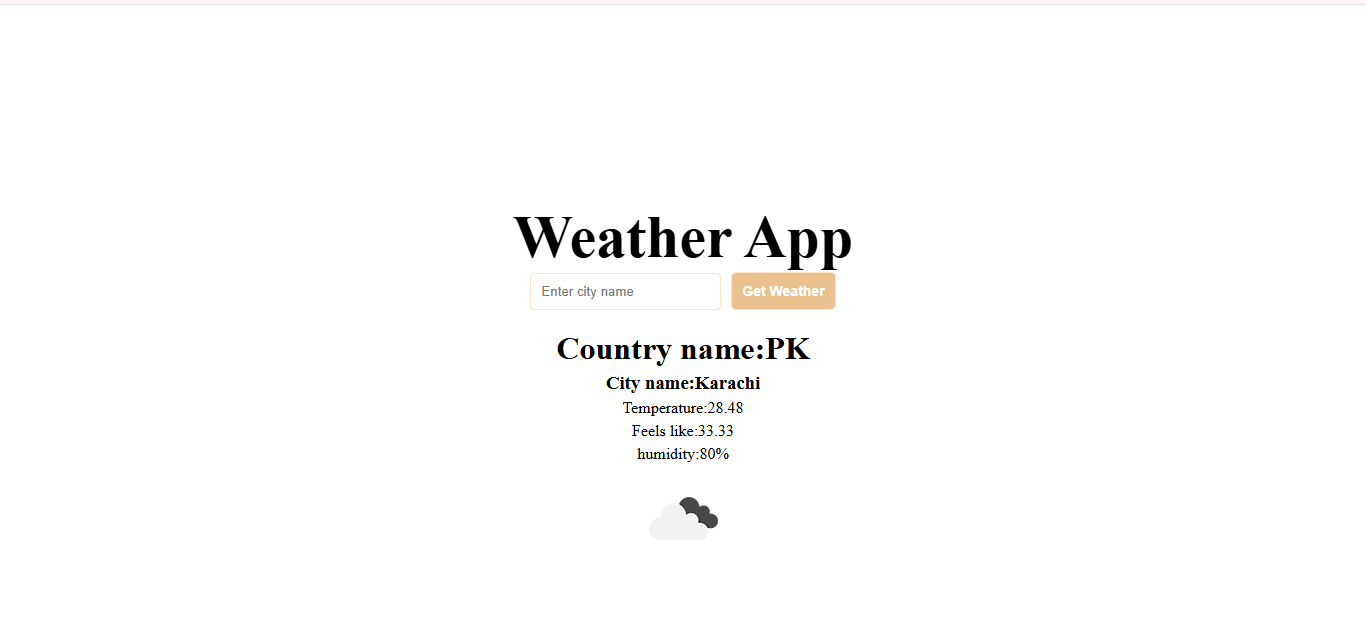 Weather App
Enter city name Get Weather
Country name:PK
City name:Karachi
Temperature:28.48
Feels like:33.33
humidity:80%